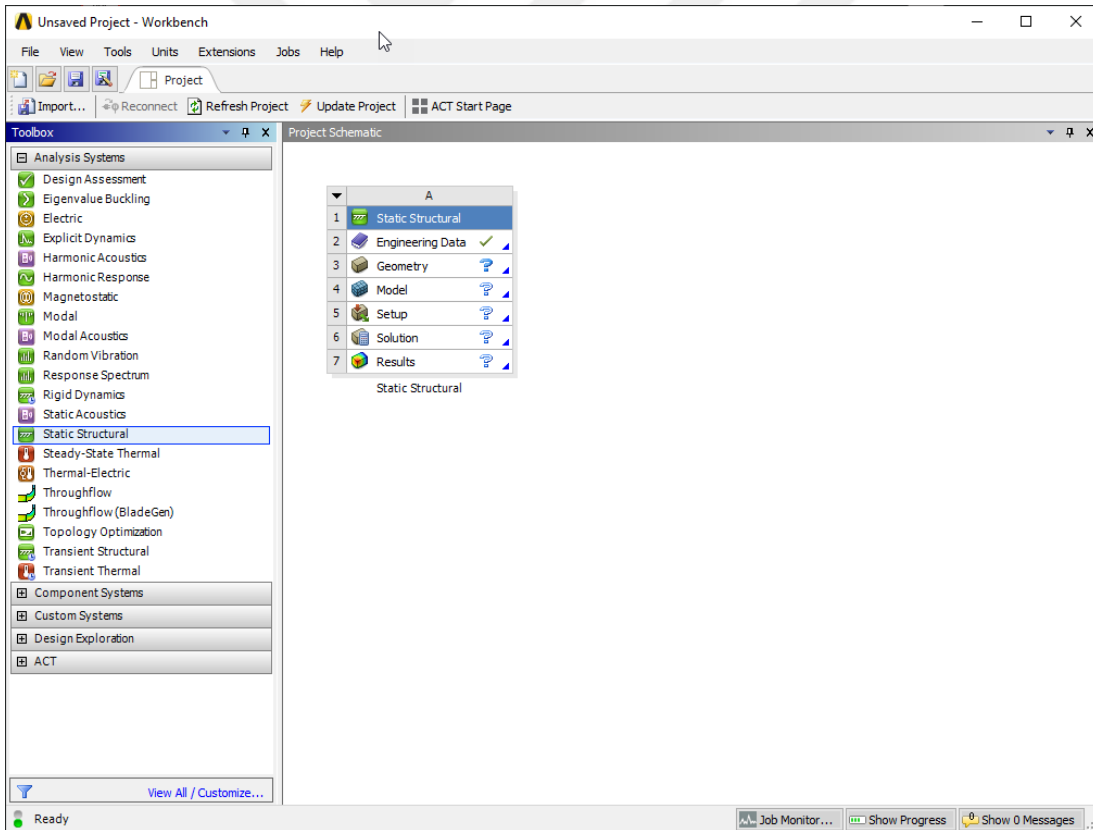 Unsaved Project - Workbench
File View Tools Units Extensions Jobs Help
Project
Import... Reconnect Refresh Project Update Project ACT Start Page
Toolbox
Analysis Systems
Design Assessment
Eigenvalue Buckling
Electric
Explicit Dynamics
Harmonic Acoustics
Harmonic Response
Magnetostatic
Modal
Modal Acoustics
Random Vibration
Response Spectrum
Rigid Dynamics
Static Acoustics
Static Structural
Steady-State Thermal
Thermal-Electric
Throughflow
Throughflow (BladeGen)
Topology Optimization
Transient Structural
Transient Thermal
Component Systems
Custom Systems
Design Exploration
ACT
View All / Customize...
Project Schematic
A
1 Static Structural
2 Engineering Data
3 Geometry
4 Model
5 Setup
6 Solution
7 Results
Static Structural
Ready
Job Monitor... Show Progress Show 0 Messages